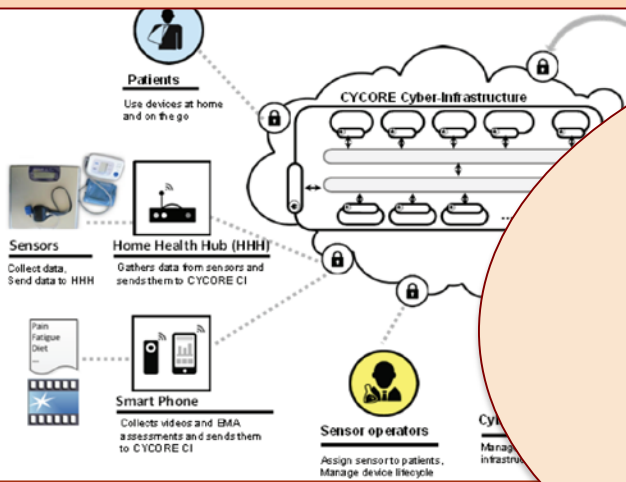 Patients
Use devices at home
and on the go
CYCORE Cyber-Infrastructure
Sensors
Collect data,
Send data to HHH
Home Health Hub (HHH)
Gathers data from sensors and
sends them to CYCORE CI
Pain
Fatigue
Diet
...
Smart Phone
Collects videos and EMA
assessments and sends them
to CYCORE CI
Sensor operators
Assign sensor to patients,
Manage device lifecycle
...